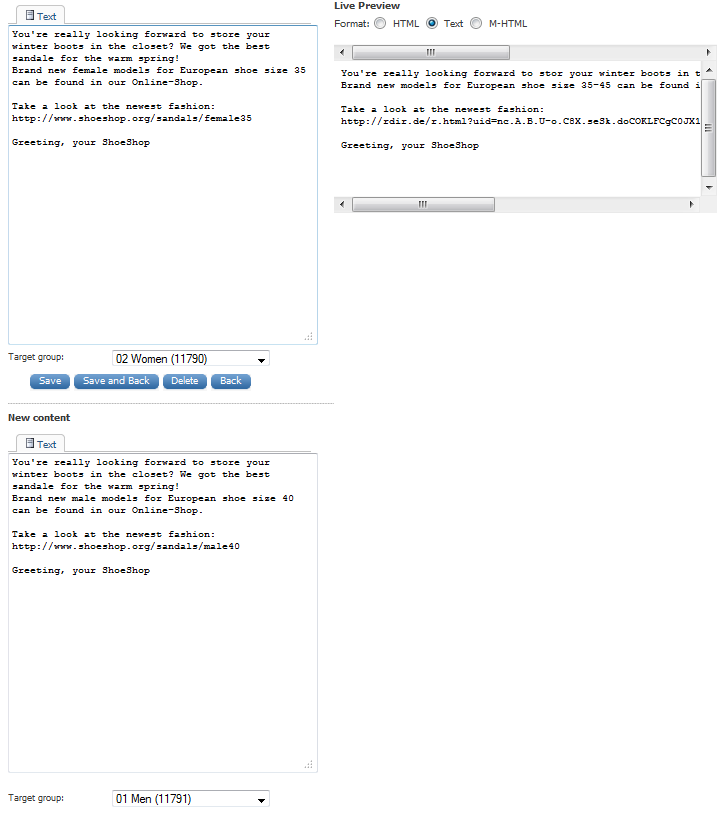 Text
You're really looking forward to store your
winter boots in the closet? We got the best
sandale for the warm spring!
Brand new female models for European shoe size 35
can be found in our Online-Shop.
Take a look at the newest fashion:
http://www.shoeshop.org/sandals/female35
Greeting, your ShoeShop
Target group: 02 Women (11790)
Save Save and Back Delete Back
Live Preview
Format: HTML Text M-HTML
You're really looking forward to stor your winter boots in t
Brand new models for European shoe size 35-45 can be found i
Take a look at the newest fashion:
http://rdir.de/r.html?uid=nc.A.B.U-o.C8X.seSk.doCOKLFCgC0JX1
Greeting, your ShoeShop
New content
Text
You're really looking forward to store your
winter boots in the closet? We got the best
sandale for the warm spring!
Brand new male models for European shoe size 40
can be found in our Online-Shop.
Take a look at the newest fashion:
http://www.shoeshop.org/sandals/male40
Greeting, your ShoeShop
Target group: 01 Men (11791)